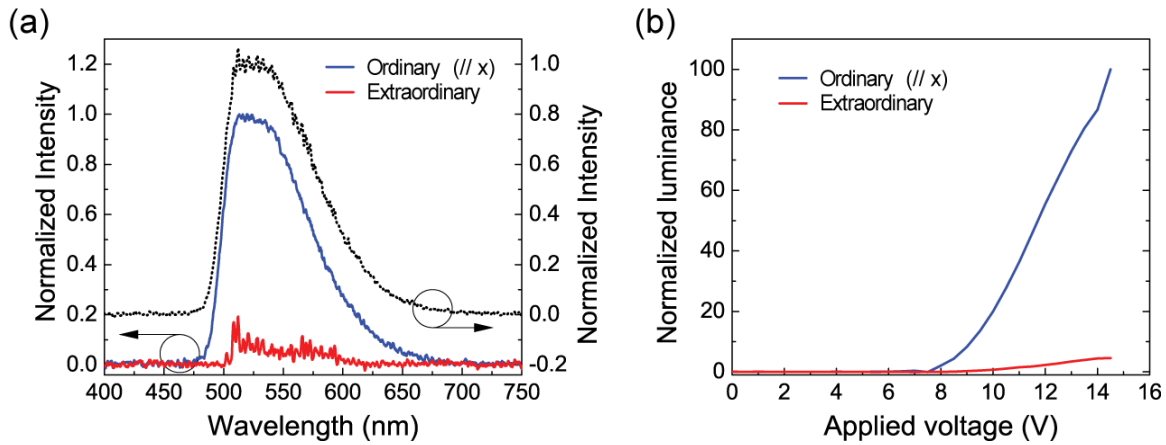 (a)
Normalized Intensity
1.2
1.0
0.8
0.6
0.4
0.2
0.0
400 450 500 550 600 650 700 750
Wavelength (nm)
Ordinary (// x)
Extraordinary
1.0
0.8
0.6
0.4
0.2
0.0
-0.2
Normalized Intensity
(b)
Normalized luminance
100
80
60
40
20
0
0 2 4 6 8 10 12 14 16
Applied voltage (V)
Ordinary (// x)
Extraordinary